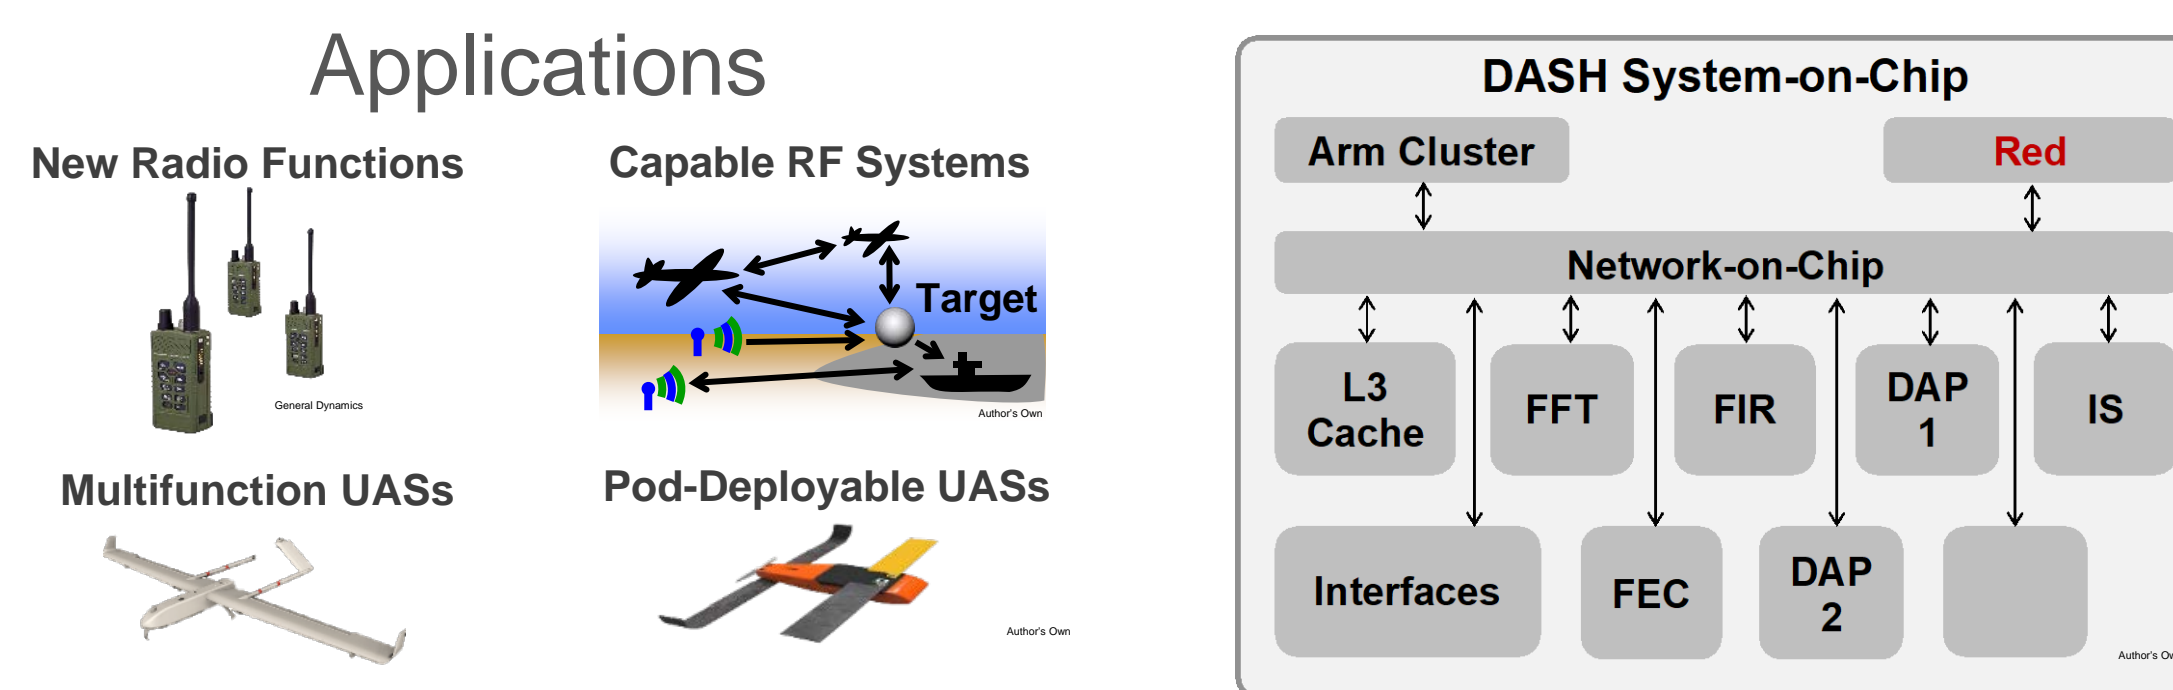 Applications
New Radio Functions
General Dynamics
Capable RF Systems
Target
Author's Own
Multifunction UASs
Pod-Deployable UASs
Author's Own
DASH System-on-Chip
Arm Cluster
Red
Network-on-Chip
L3
Cache
FFT
FIR
DAP
1
IS
Interfaces
FEC
DAP
2
Author's Ow